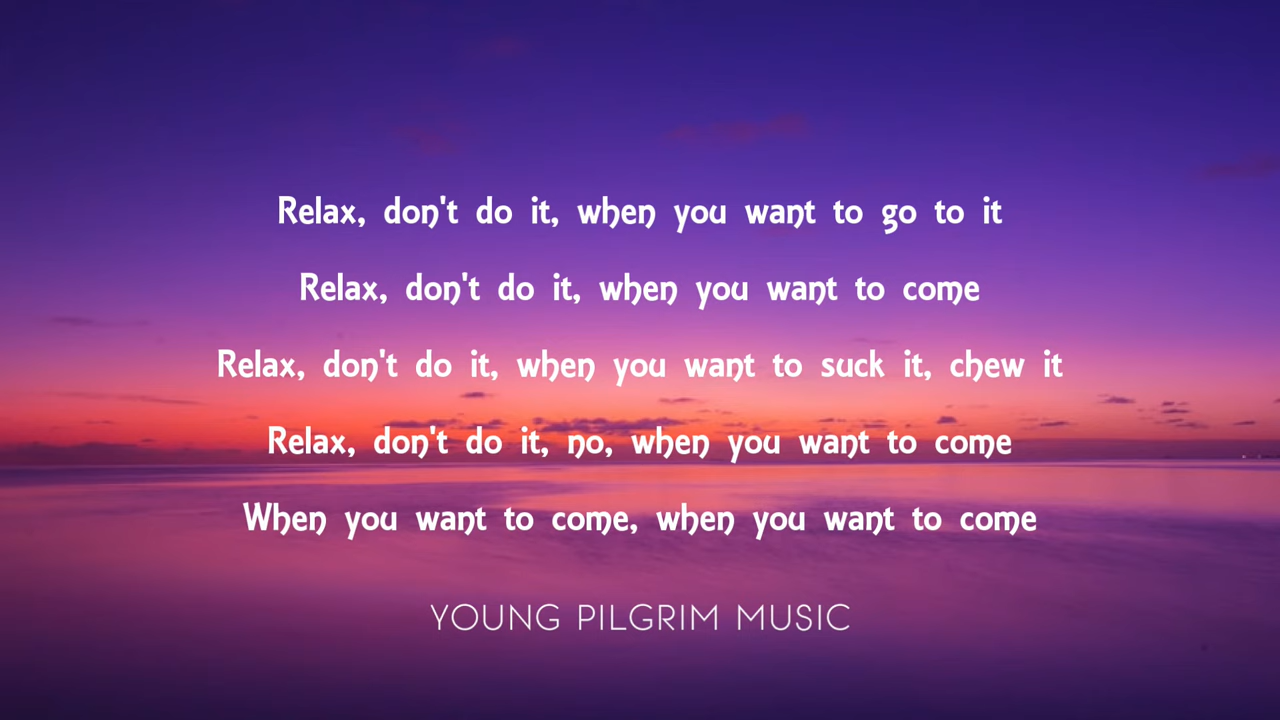 Relax, don't do it, when you want to go to it
Relax, don't do it, when you want to come
Relax, don't do it, when you want to suck it, chew it
Relax, don't do it, no, when you want to come
When you want to come, when you want to come
YOUNG PILGRIM MUSIC